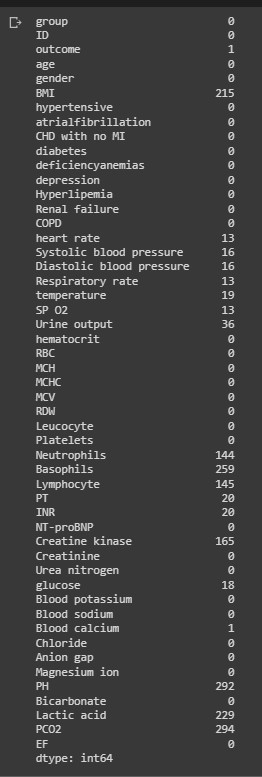 group 0
ID 0
outcome 1
age 0
gender 0
BMI 215
hypertensive 0
atrialfibrillation 0
CHD with no MI 0
diabetes 0
deficiencyanemias 0
depression 0
Hyperlipemia 0
Renal failure 0
COPD 0
heart rate 13
Systolic blood pressure 16
Diastolic blood pressure 16
Respiratory rate 13
temperature 19
SP O2 13
Urine output 36
hematocrit 0
RBC 0
MCH 0
MCHC 0
MCV 0
RDW 0
Leucocyte 0
Platelets 0
Neutrophils 144
Basophils 259
Lymphocyte 145
PT 20
INR 20
NT-proBNP 0
Creatine kinase 165
Creatinine 0
Urea nitrogen 0
glucose 18
Blood potassium 0
Blood sodium 0
Blood calcium 1
Chloride 0
Anion gap 0
Magnesium ion 0
PH 292
Bicarbonate 0
Lactic acid 229
PCO2 294
EF 0
dtype: int64